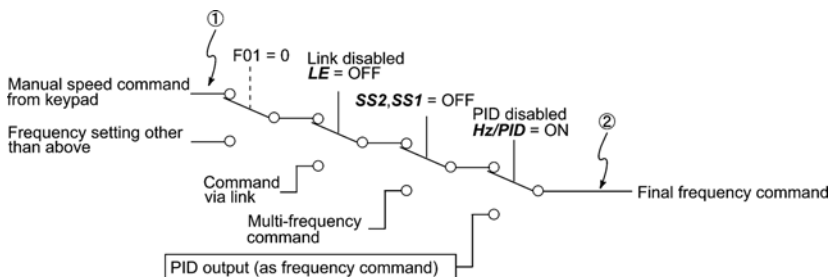 ①
F01 = 0
Link disabled
LE = OFF
Manual speed command
from keypad
SS2,SS1 = OFF
PID disabled
Hz/PID = ON
②
Frequency setting other
than above
Command
via link
Final frequency command
Multi-frequency
command
PID output (as frequency command)